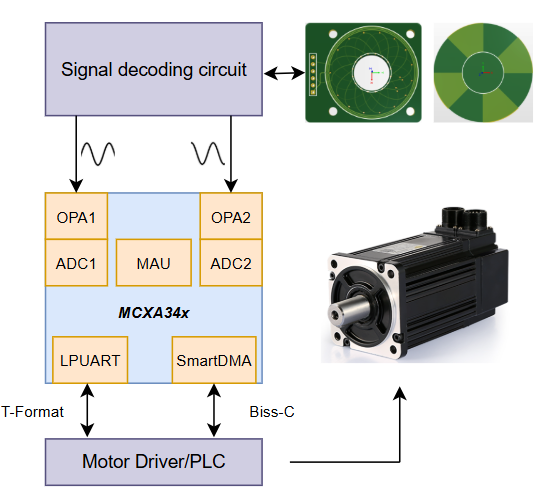 Signal decoding circuit
OPA1
OPA2
ADC1
MAU
ADC2
MCXA34x
LPUART
SmartDMA
T-Format
Biss-C
Motor Driver/PLC